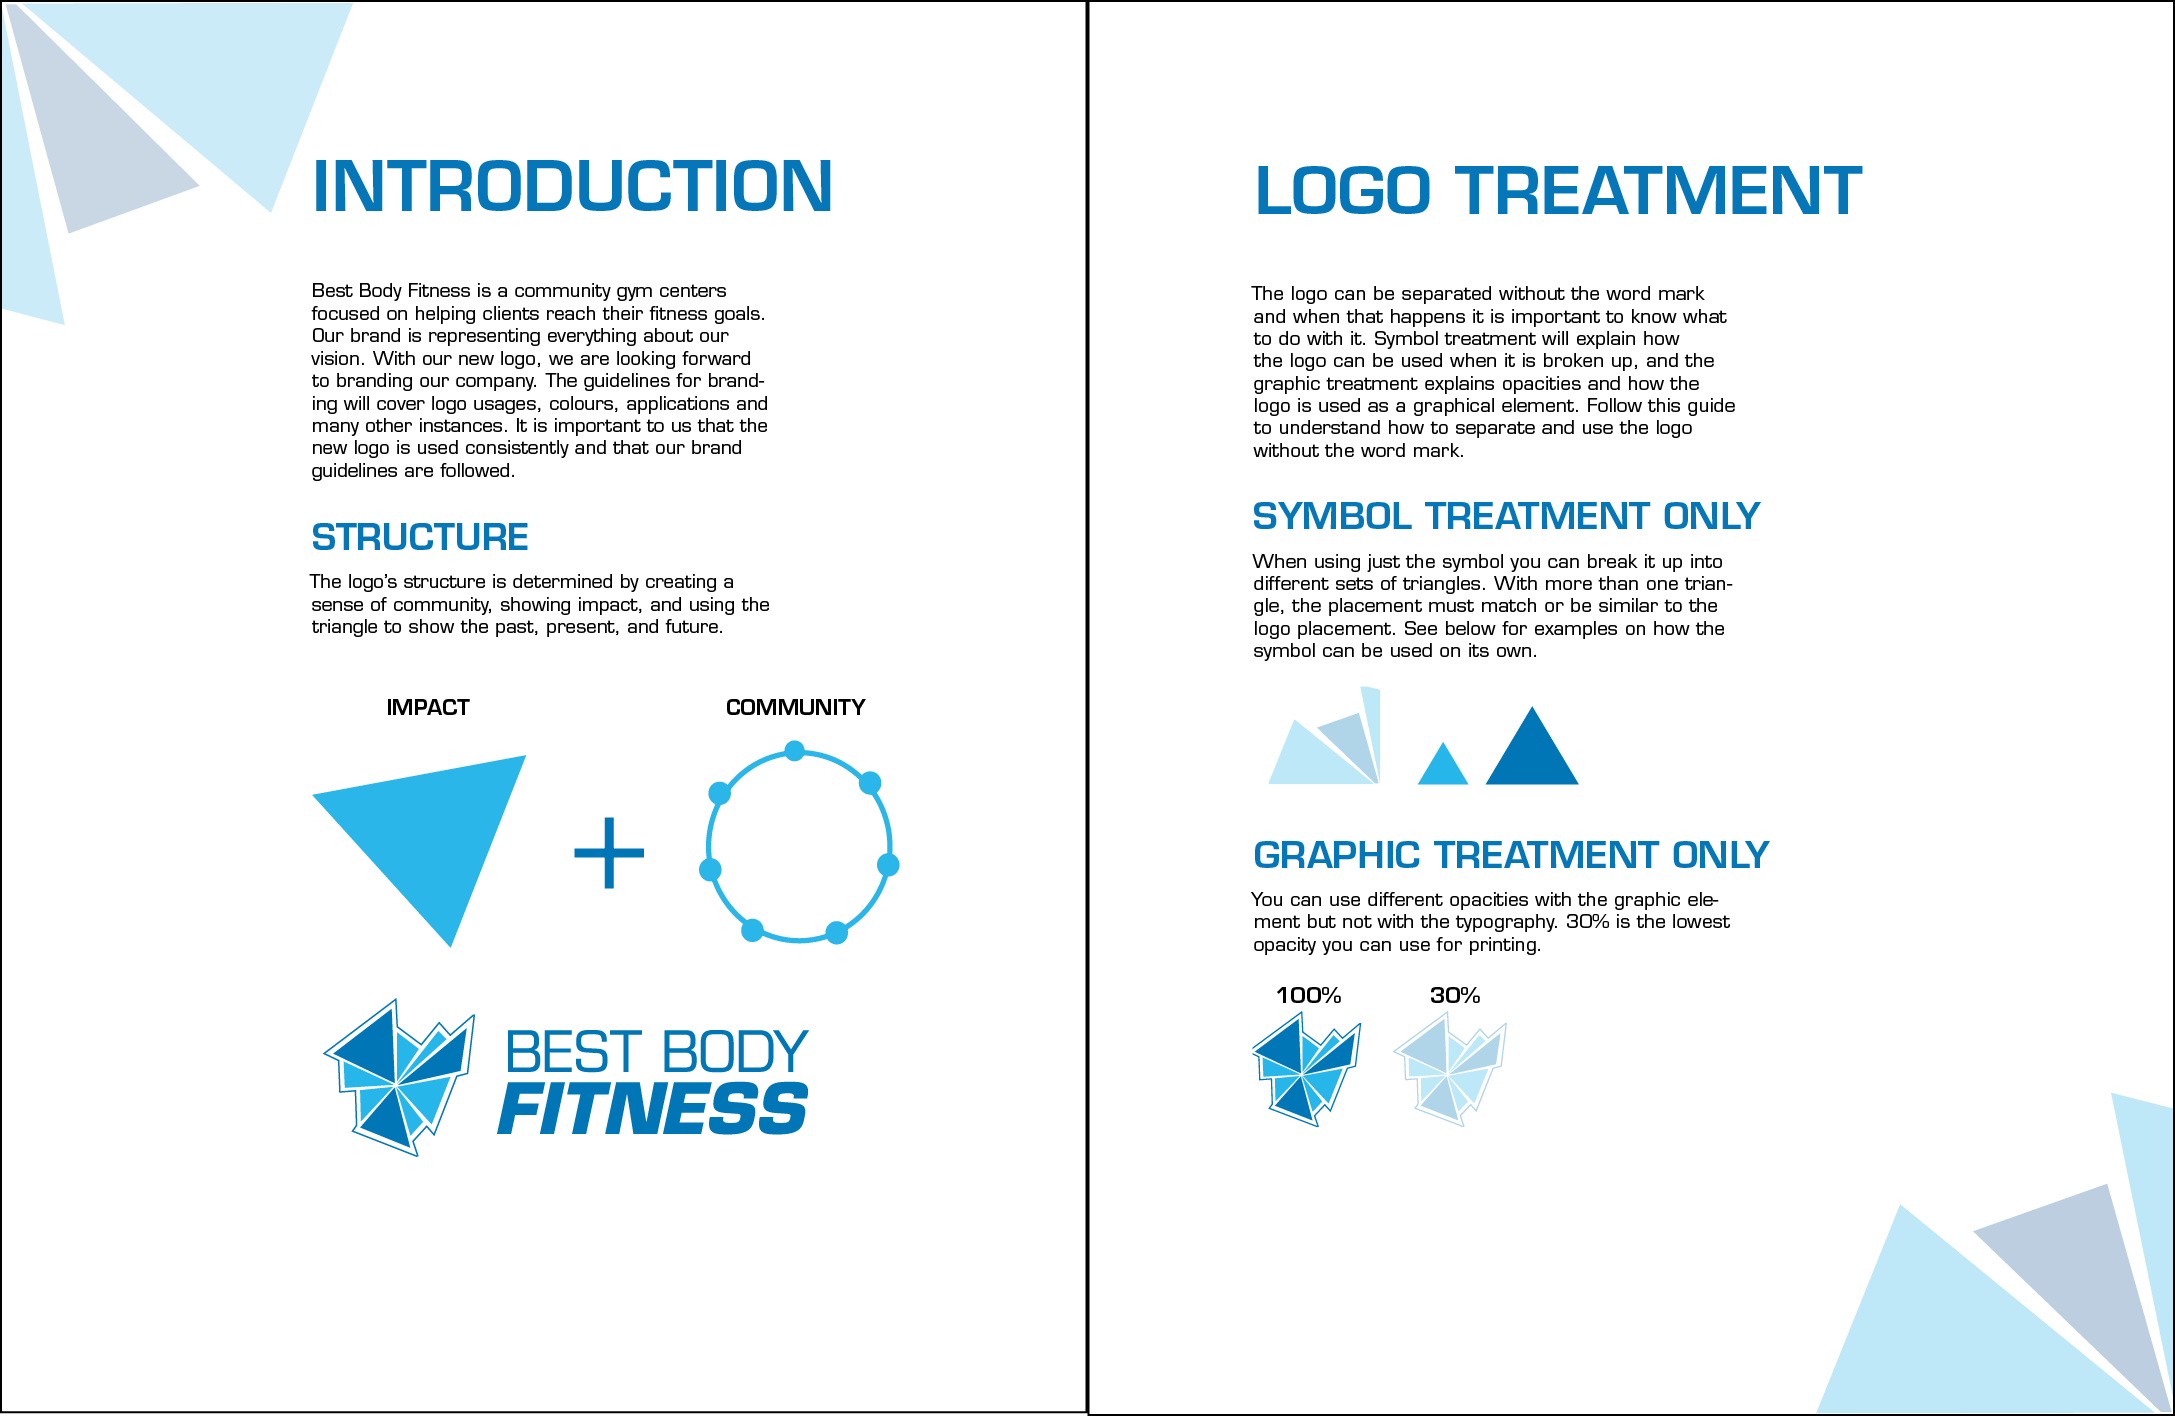 INTRODUCTION
Best Body Fitness is a community gym centers
focused on helping clients reach their fitness goals.
Our brand is representing everything about our
vision. With our new logo, we are looking forward
to branding our company. The guidelines for brand-
ing will cover logo usages, colours, applications and
many other instances. It is important to us that the
new logo is used consistently and that our brand
guidelines are followed.
STRUCTURE
The logo's structure is determined by creating a
sense of community, showing impact, and using the
triangle to show the past, present, and future.
IMPACT
COMMUNITY
BEST BODY
FITNESS
LOGO TREATMENT
The logo can be separated without the word mark
and when that happens it is important to know what
to do with it. Symbol treatment will explain how
the logo can be used when it is broken up, and the
graphic treatment explains opacities and how the
logo is used as a graphical element. Follow this guide
to understand how to separate and use the logo
without the word mark.
SYMBOL TREATMENT ONLY
When using just the symbol you can break it up into
different sets of triangles. With more than one trian-
gle, the placement must match or be similar to the
logo placement. See below for examples on how the
symbol can be used on its own.
GRAPHIC TREATMENT ONLY
You can use different opacities with the graphic ele-
ment but not with the typography. 30% is the lowest
opacity you can use for printing.
100%
30%